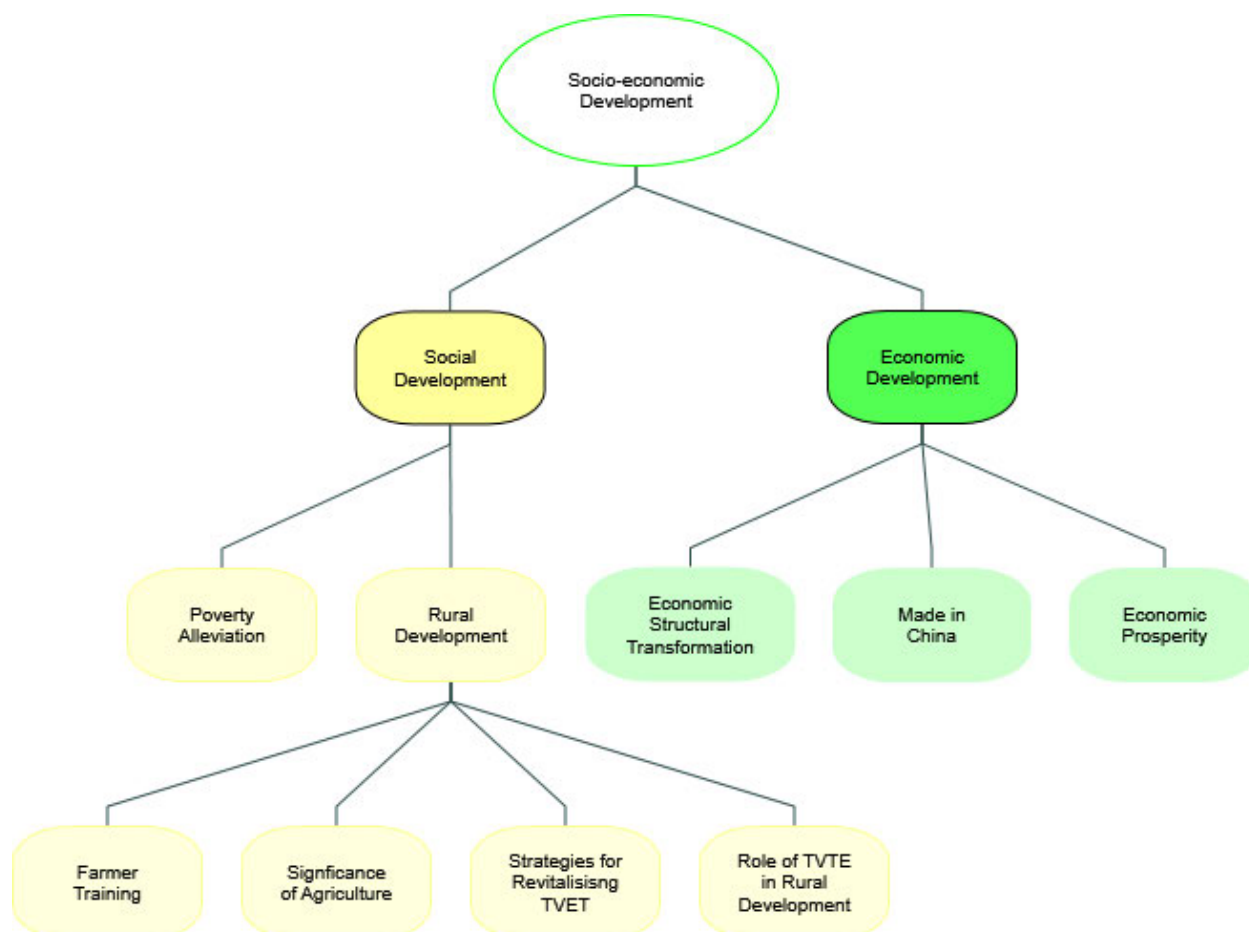 Socio-economic
Development
Social
Development
Economic
Development
Poverty
Alleviation
Rural
Development
Economic
Structural
Transformation
Made in
China
Economic
Prosperity
Farmer
Training
Signficance
of Agriculture
Strategies for
Revitalisisng
TVET
Role of TVTE
in Rural
Development